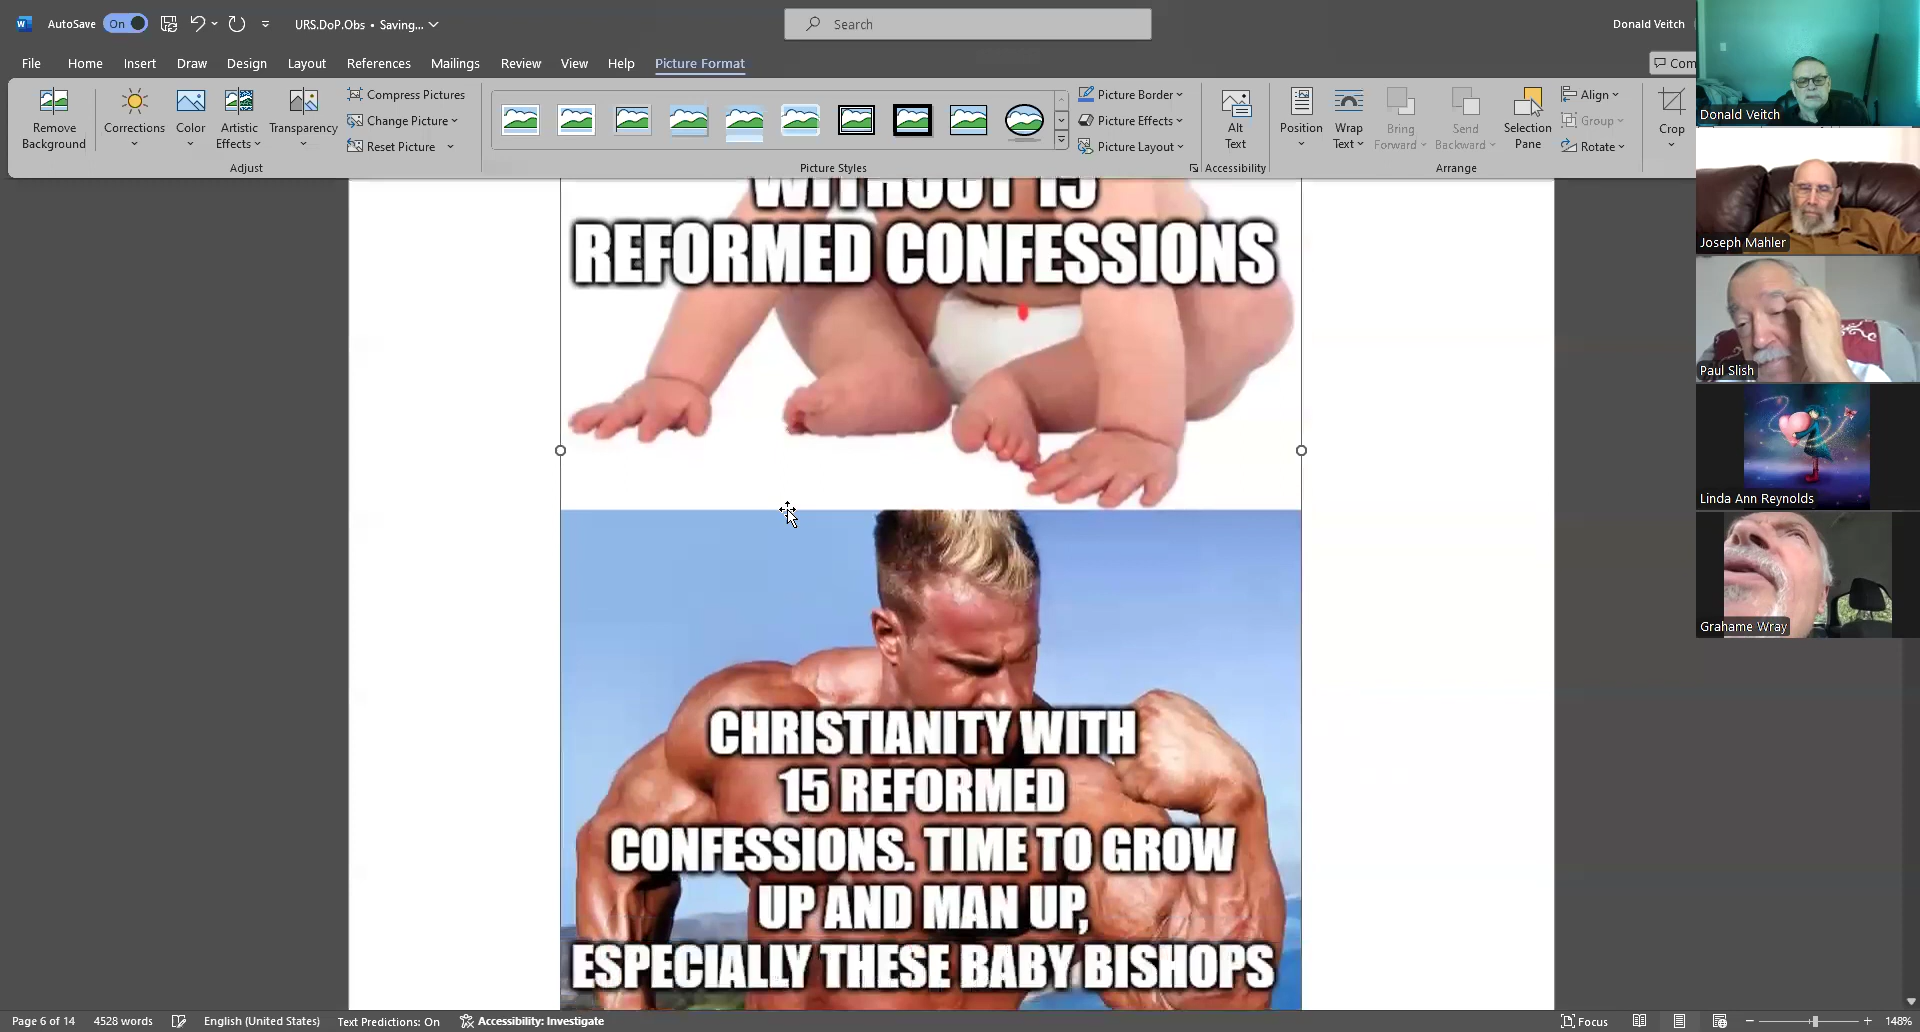 AutoSave On URS.DoP.Obs • Saving... Search Donald Veitch
File Home Insert Draw Design Layout References Mailings Review View Help Picture Format
Remove Background
Corrections
Color
Artistic Effects
Transparency
Compress Pictures
Change Picture
Reset Picture
Adjust
Picture Styles
Picture Border
Picture Effects
Picture Layout
Alt Text
Accessibility
Position
Wrap Text
Bring Forward
Send Backward
Selection Pane
Align
Group
Rotate
Arrange
Crop
WITHOUT 15
REFORMED CONFESSIONS
CHRISTIANITY WITH
15 REFORMED
CONFESSIONS. TIME TO GROW
UP AND MAN UP,
ESPECIALLY THESE BABY BISHOPS
Donald Veitch
Joseph Mahler
Paul Slish
Linda Ann Reynolds
Grahame Wray
Page 6 of 14 4528 words English (United States) Text Predictions: On Accessibility: Investigate Focus 148%